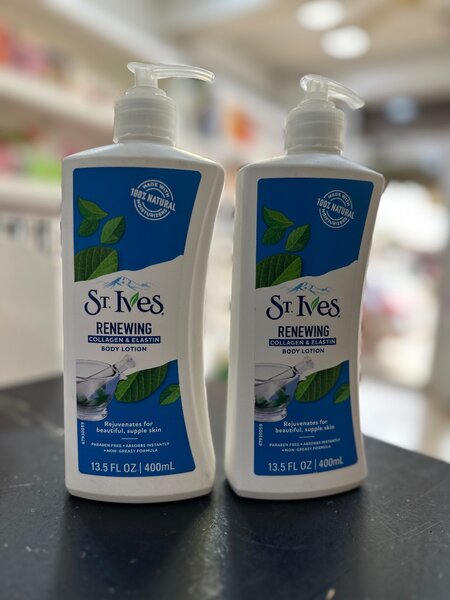 MADE WITH
100% NATURAL
MOISTURIZERS
ST. IVES
RENEWING
COLLAGEN & ELASTIN
BODY LOTION
Rejuvenates for
beautiful, supple skin
PARABEN FREE • ABSORBS INSTANTLY
• NON-GREASY FORMULA
13.5 FL OZ | 400mL
67930059
MADE WITH
100% NATURAL
MOISTURIZERS
ST. IVES
RENEWING
COLLAGEN & ELASTIN
BODY LOTION
Rejuvenates for
beautiful, supple skin
PARABEN FREE • ABSORBS INSTANTLY
• NON-GREASY FORMULA
13.5 FL OZ | 400mL